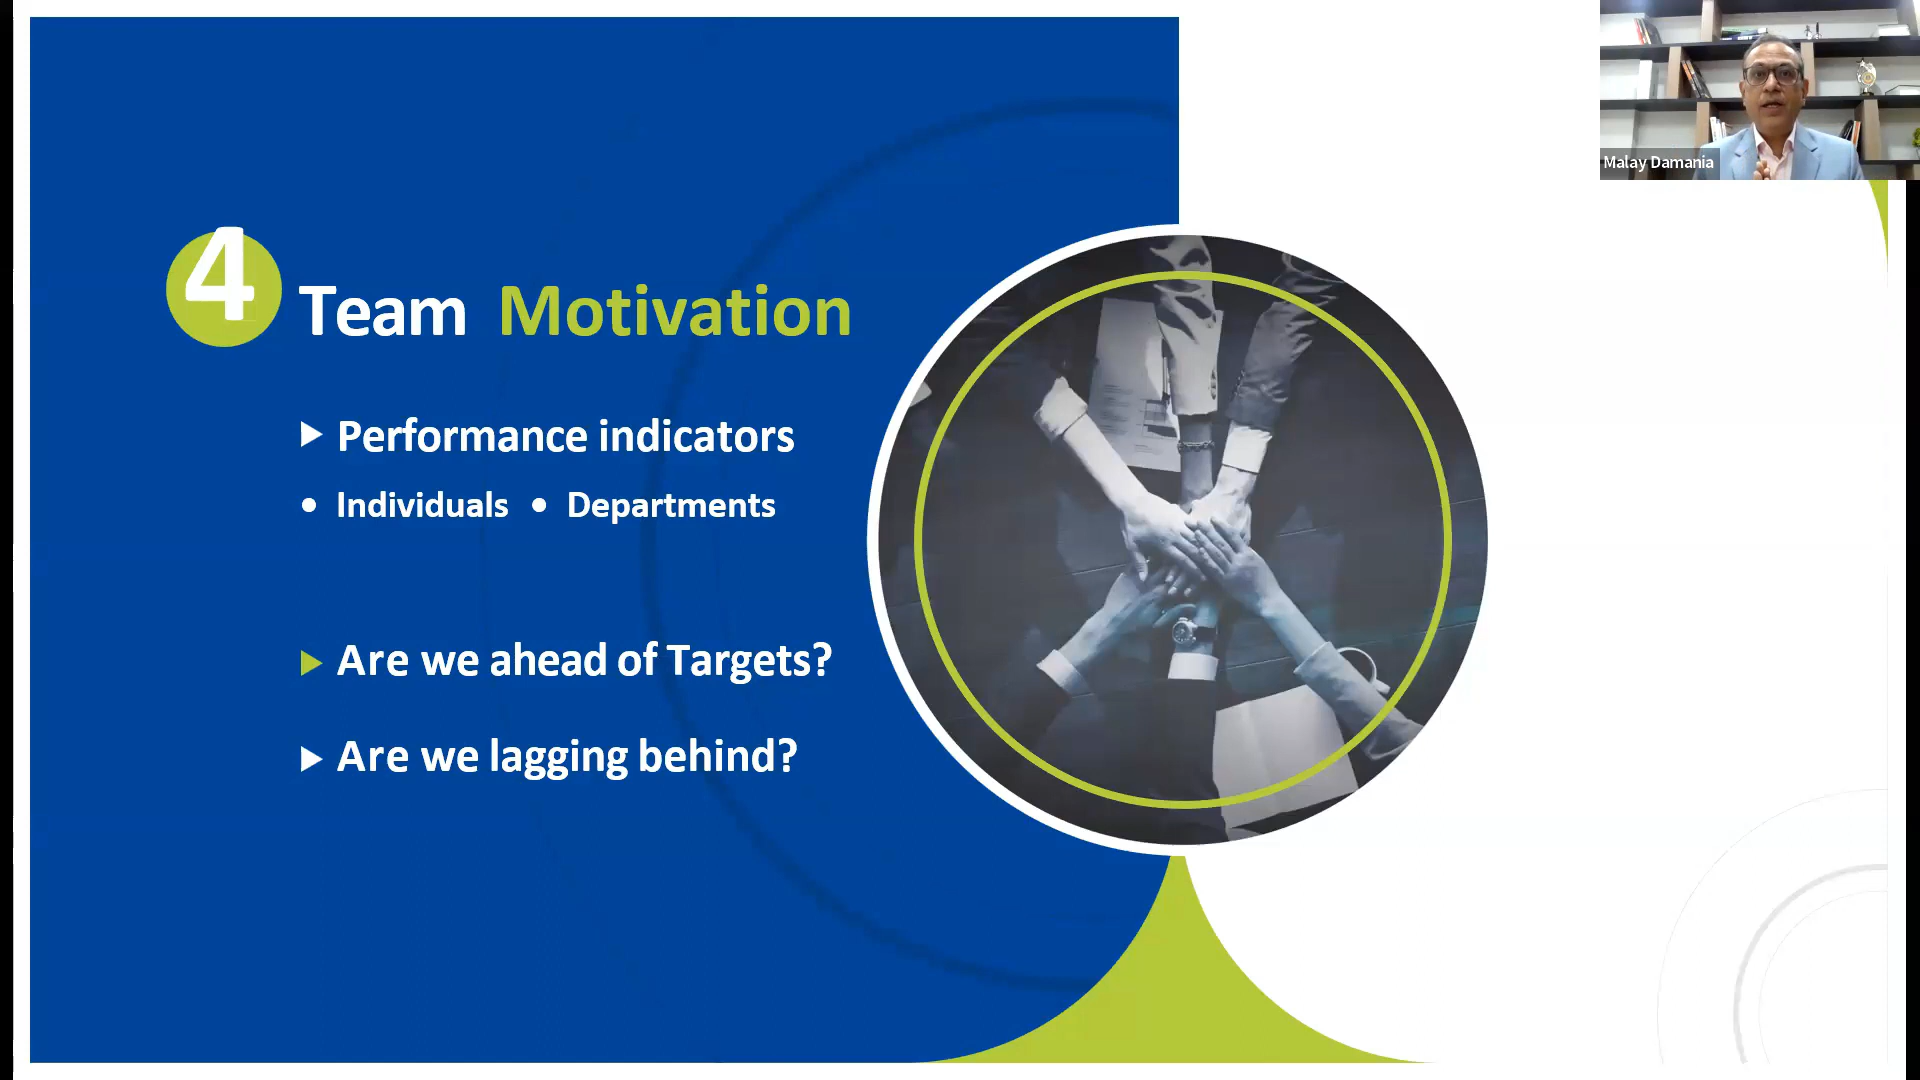 4
Team Motivation
Performance indicators
• Individuals • Departments
Are we ahead of Targets?
Are we lagging behind?
Malay Damania